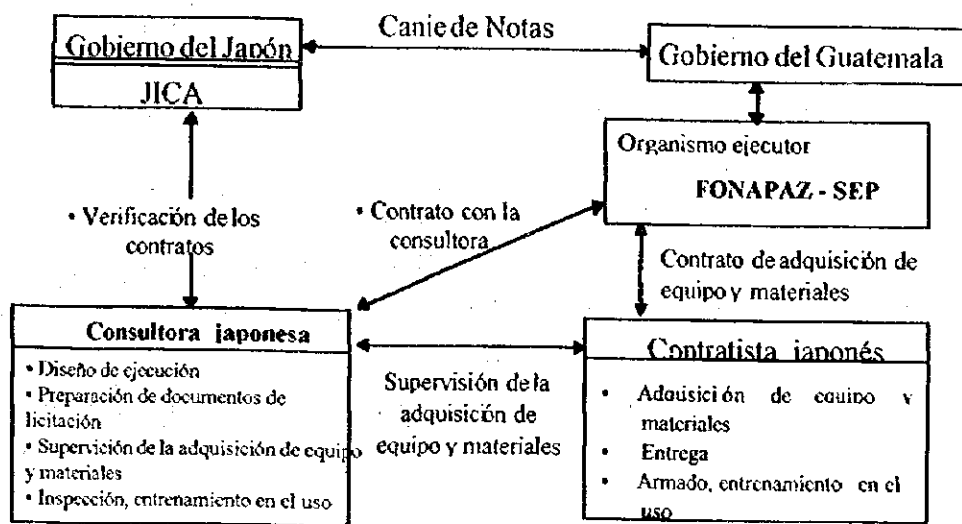 Canie de Notas
Gobierno del Japón
JICA
Gobierno del Guatemala
Organismo ejecutor
FONAPAZ - SEP
• Verificación de los
contratos
• Contrato con la
consultora
Contrato de adquisición de
equipo y materiales
Consultora japonesa
• Diseño de ejecución
• Preparación de documentos de
licitación
• Supervición de la adquisición de equipo
y materiales
• Inspección, entrenamiento en el uso
Supervisión de la
adquisición de
equipo y materiales
Contratista japonés
• Adquisición de equipo y
materiales
• Entrega
• Armado, entrenamiento en el
uso